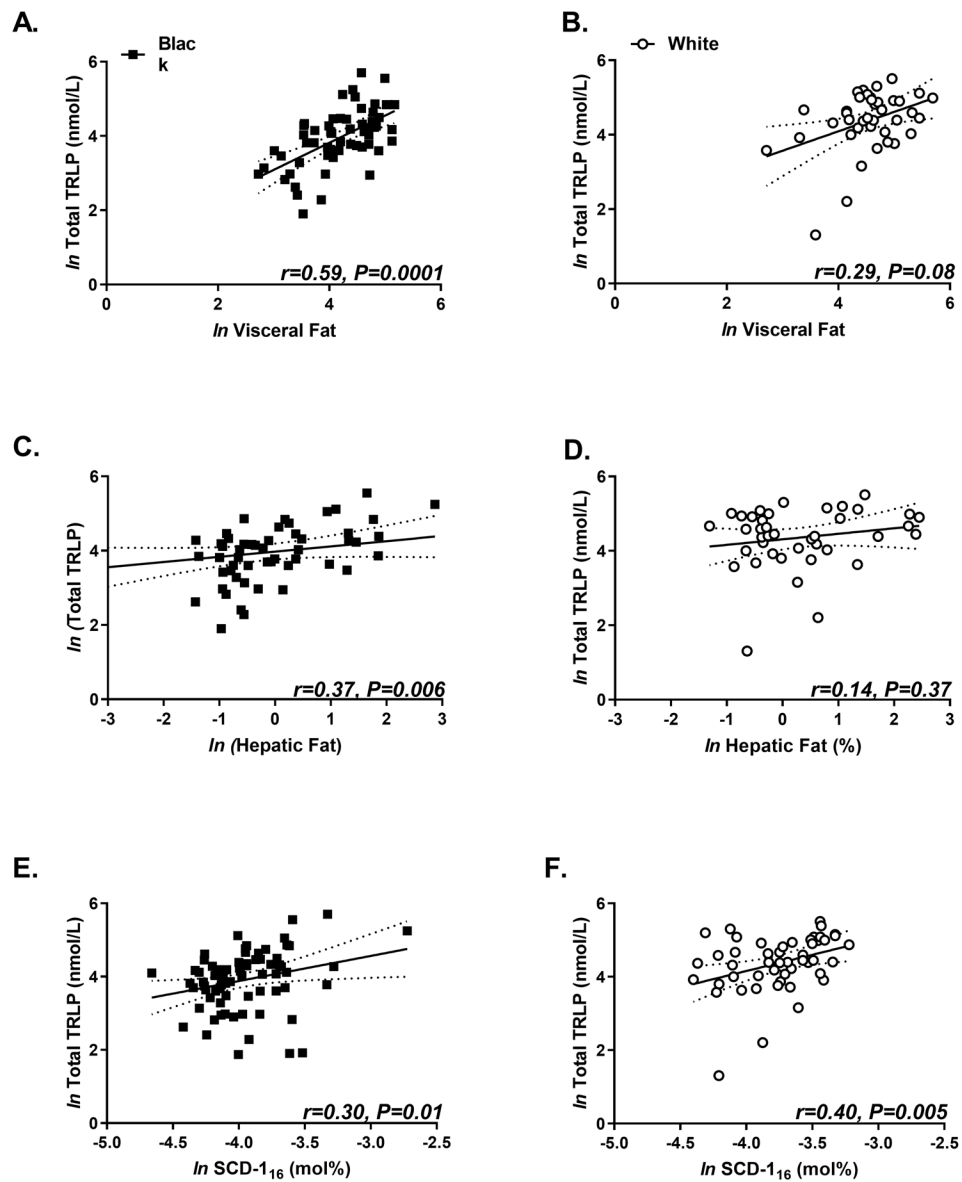 A.
Blac
k
6
4
2
0
ln Total TRLP (nmol/L)
r=0.59, P=0.0001
0 2 4 6
ln Visceral Fat
B.
White
6
4
2
0
ln Total TRLP (nmol/L)
r=0.29, P=0.08
0 2 4 6
ln Visceral Fat
C.
6
4
2
0
ln (Total TRLP)
r=0.37, P=0.006
-3 -2 -1 0 1 2 3
ln (Hepatic Fat)
D.
6
4
2
0
ln Total TRLP (nmol/L)
r=0.14, P=0.37
-3 -2 -1 0 1 2 3
ln Hepatic Fat (%)
E.
6
4
2
0
ln Total TRLP (nmol/L)
r=0.30, P=0.01
-5.0 -4.5 -4.0 -3.5 -3.0 -2.5
ln SCD-1₁₆ (mol%)
F.
6
4
2
0
ln Total TRLP (nmol/L)
r=0.40, P=0.005
-5.0 -4.5 -4.0 -3.5 -3.0 -2.5
ln SCD-1₁₆ (mol%)